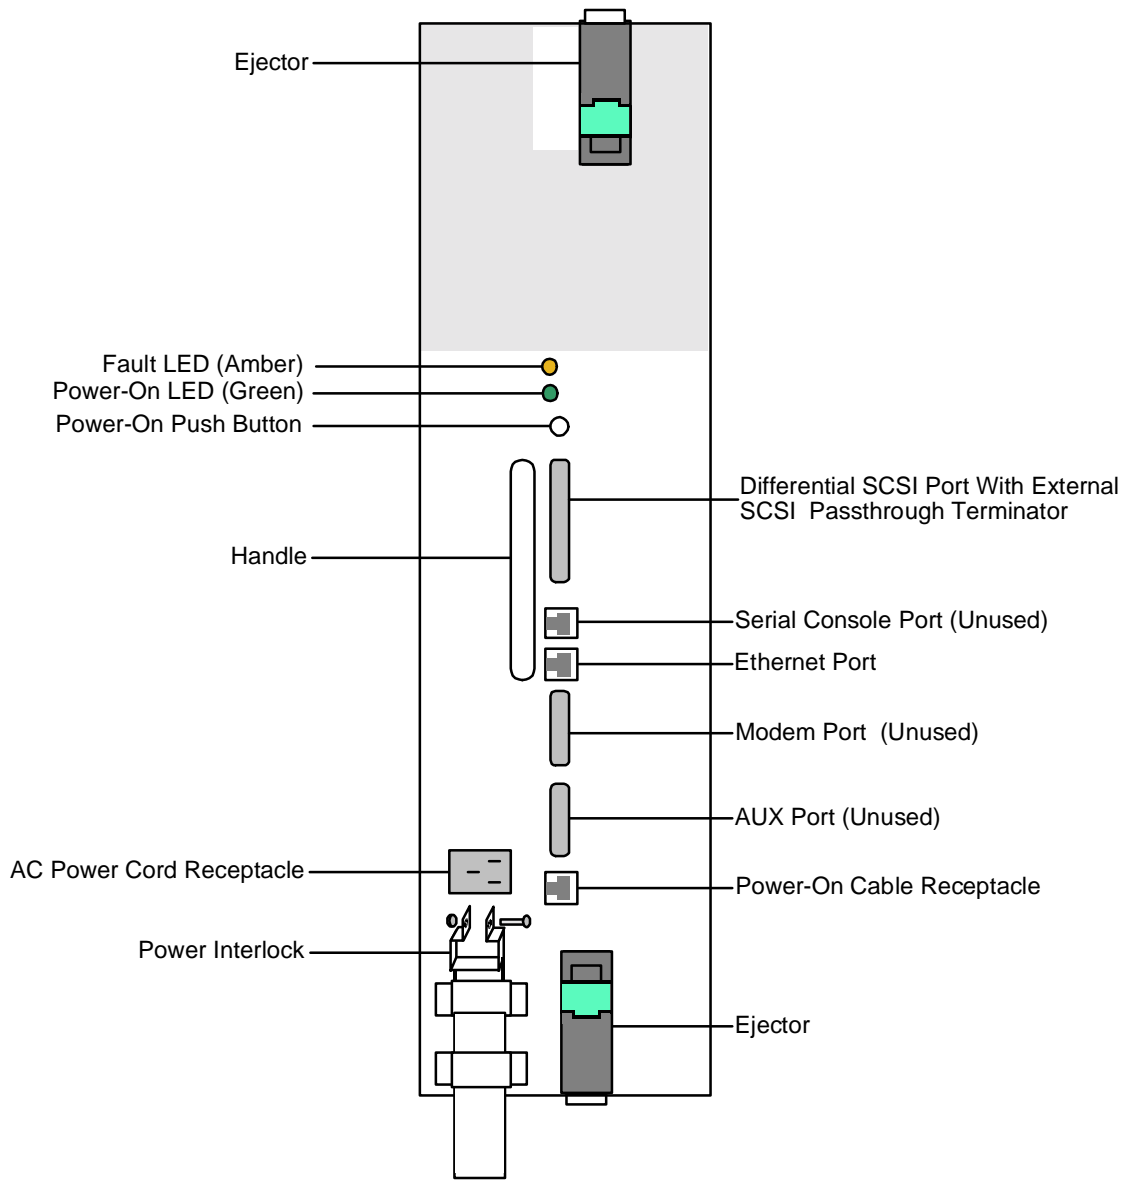 Ejector
Fault LED (Amber)
Power-On LED (Green)
Power-On Push Button
Differential SCSI Port With External
SCSI  Passthrough Terminator
Handle
Serial Console Port (Unused)
Ethernet Port
Modem Port  (Unused)
AUX Port (Unused)
AC Power Cord Receptacle
Power-On Cable Receptacle
Power Interlock
Ejector